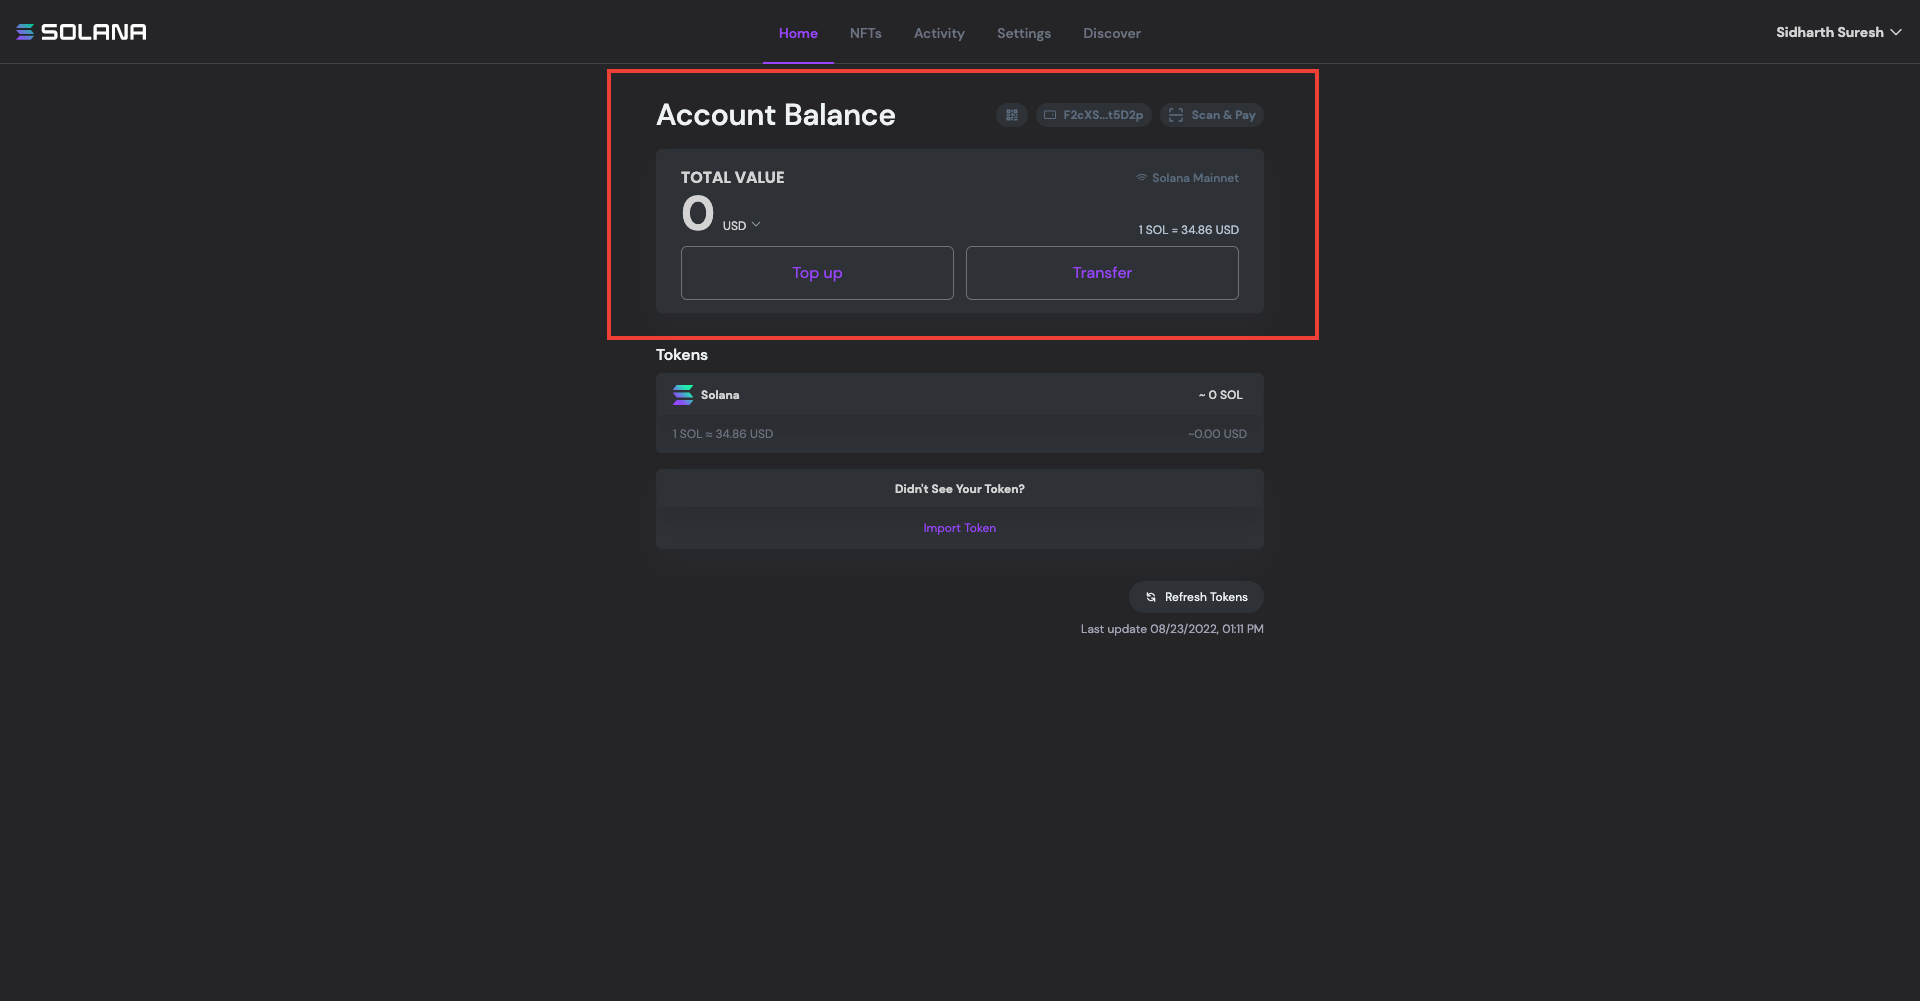 SOLANA
Home NFTs Activity Settings Discover
Sidharth Suresh
Account Balance
F2cXS...t5D2p
Scan & Pay
TOTAL VALUE
Solana Mainnet
0 USD
1 SOL = 34.86 USD
Top up
Transfer
Tokens
Solana
~ 0 SOL
1 SOL ≈ 34.86 USD
~0.00 USD
Didn't See Your Token?
Import Token
Refresh Tokens
Last update 08/23/2022, 01:11 PM